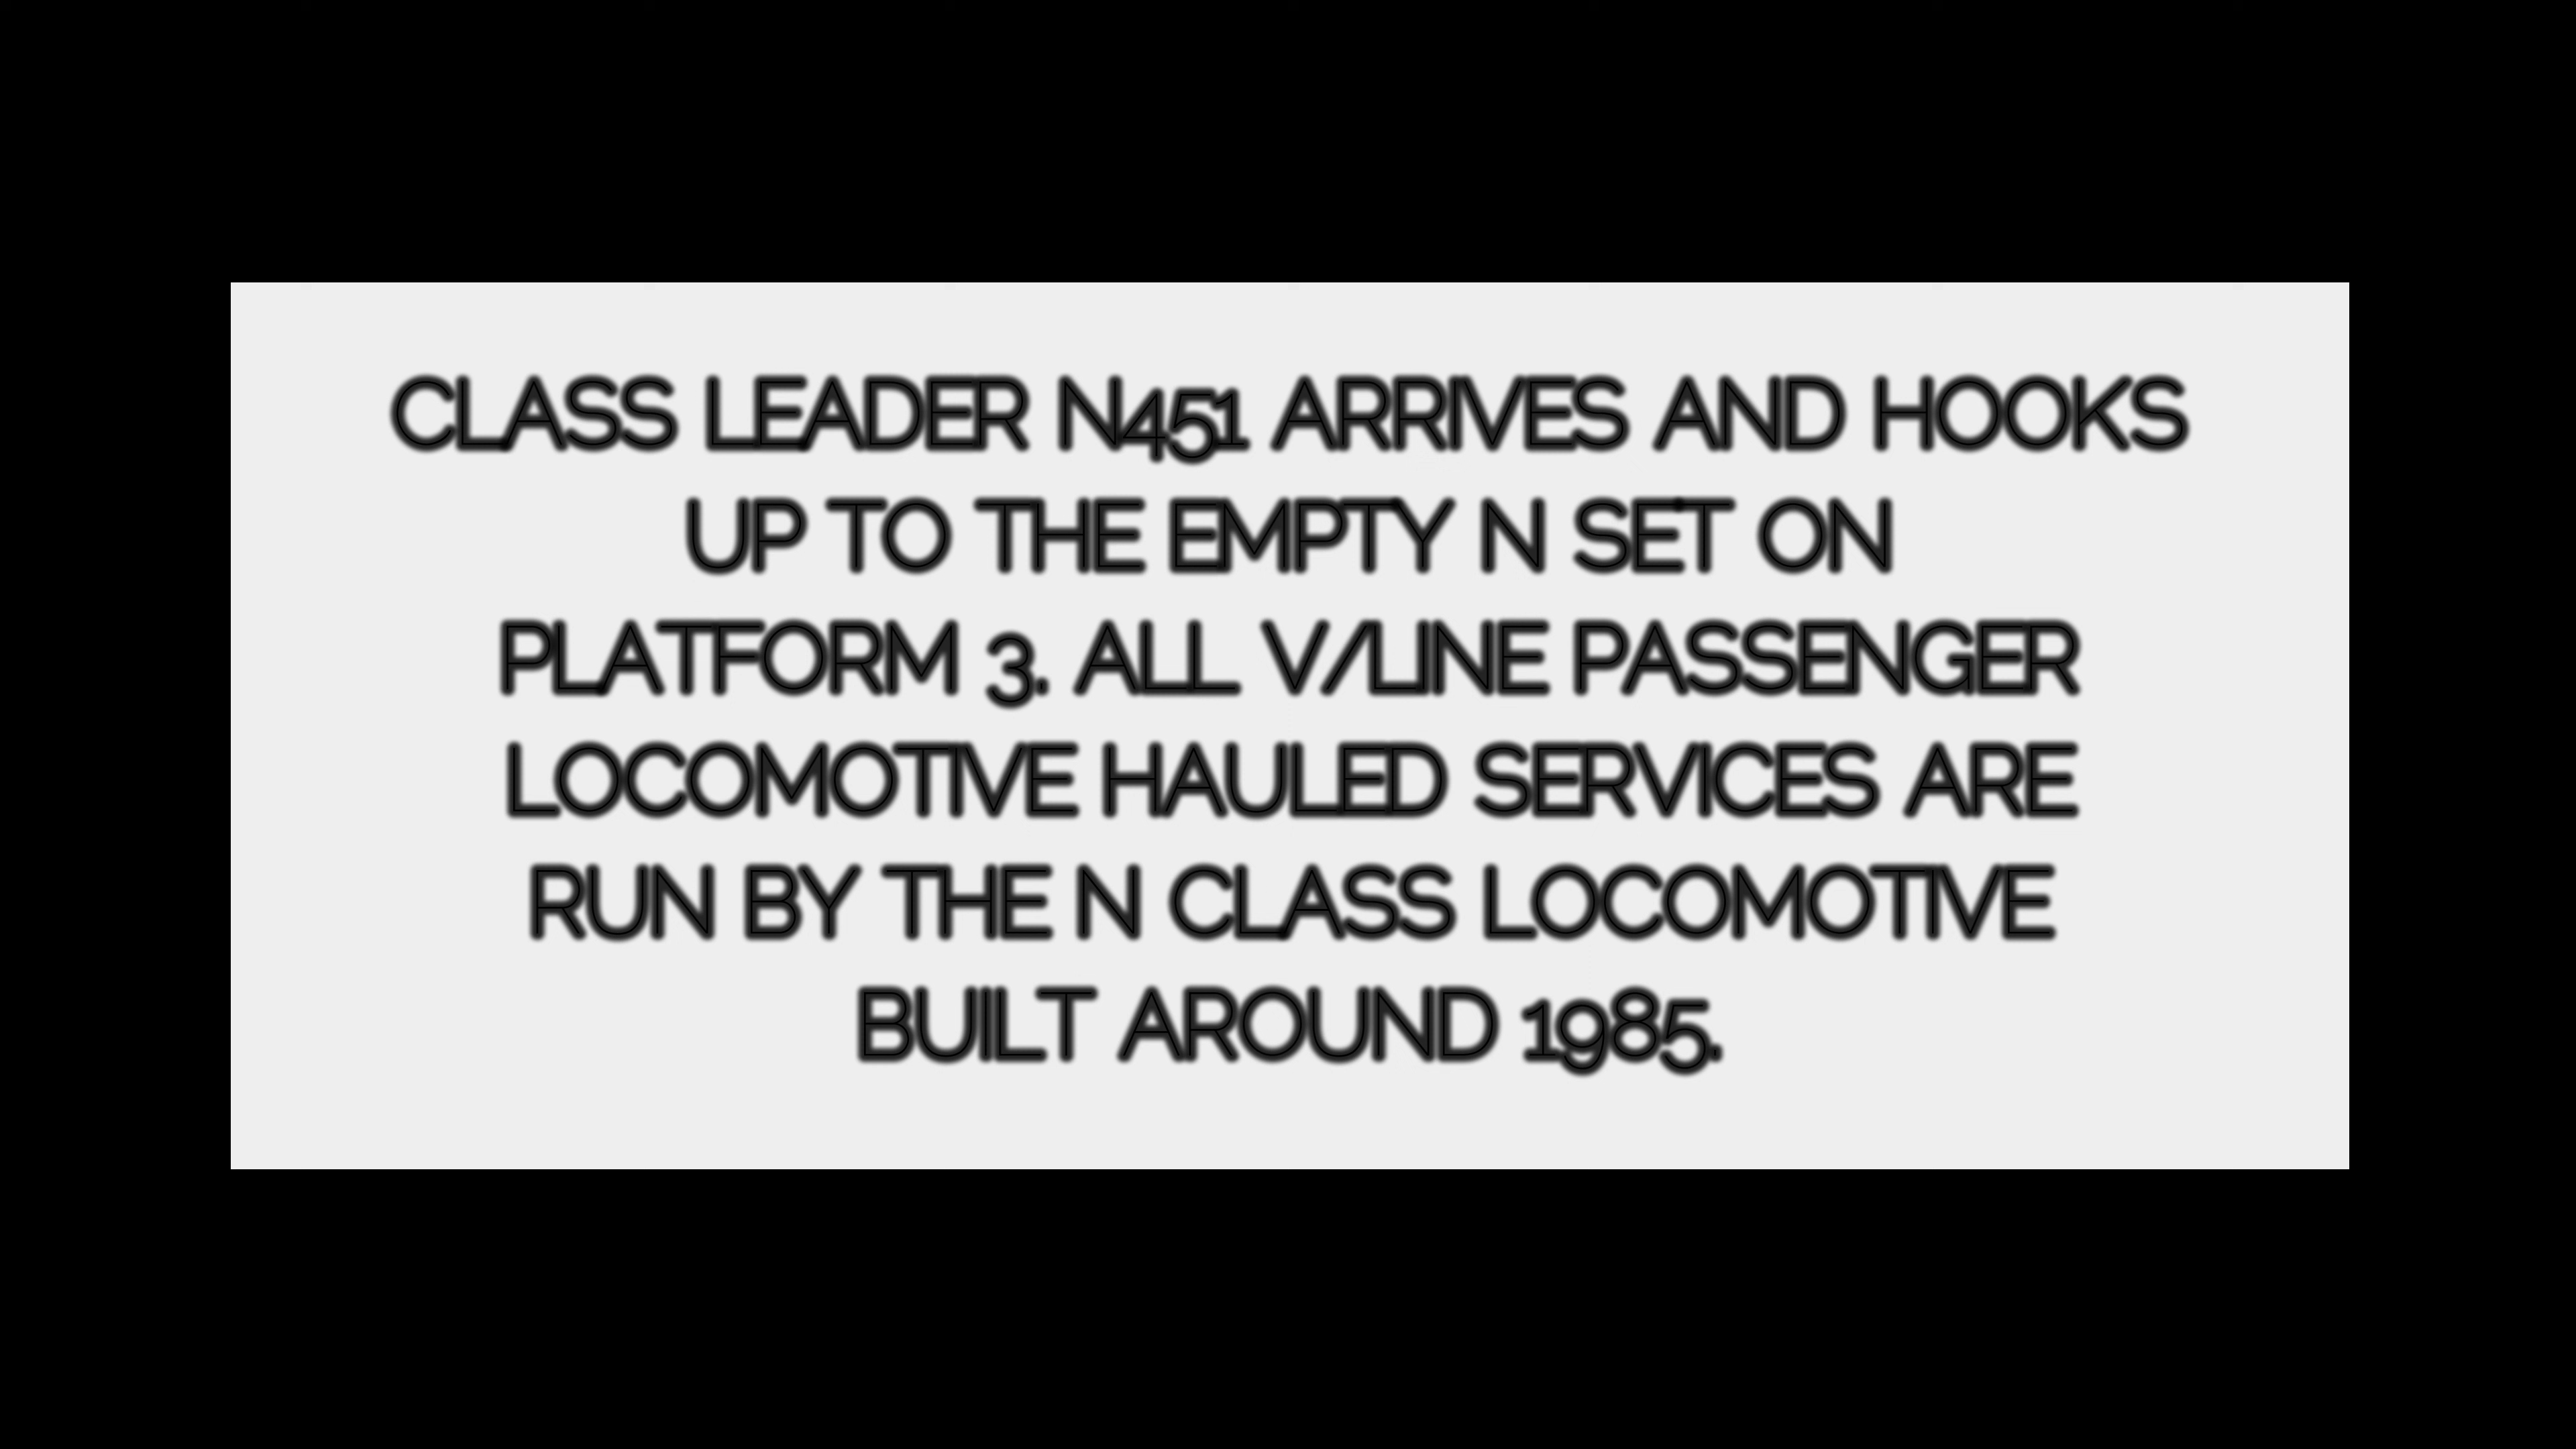 CLASS LEADER N451 ARRIVES AND HOOKS
UP TO THE EMPTY N SET ON
PLATFORM 3. ALL V/LINE PASSENGER
LOCOMOTIVE HAULED SERVICES ARE
RUN BY THE N CLASS LOCOMOTIVE
BUILT AROUND 1985.